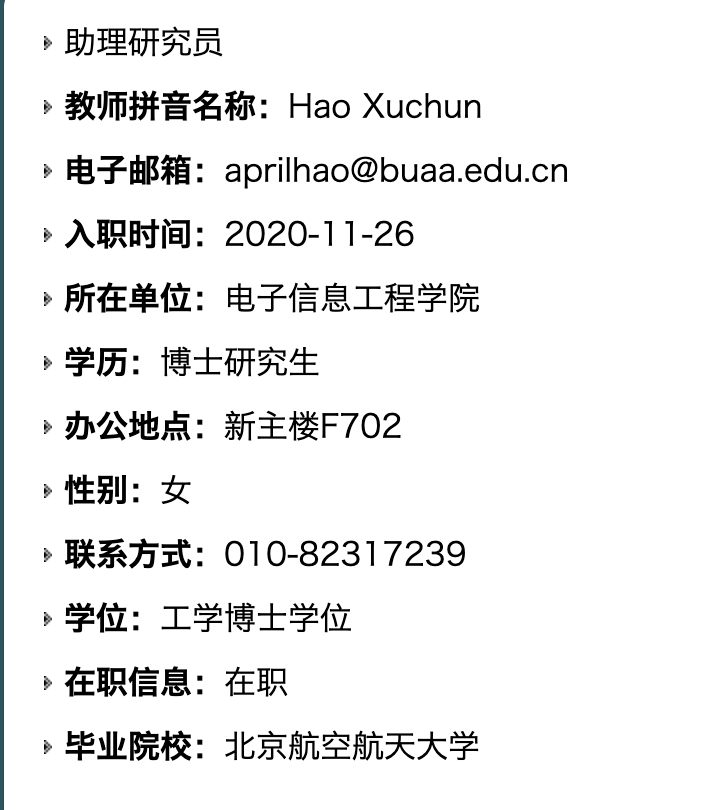 助理研究员
教师拼音名称：Hao Xuchun
电子邮箱：aprilhao@buaa.edu.cn
入职时间：2020-11-26
所在单位：电子信息工程学院
学历：博士研究生
办公地点：新主楼F702
性别：女
联系方式：010-82317239
学位：工学博士学位
在职信息：在职
毕业院校：北京航空航天大学